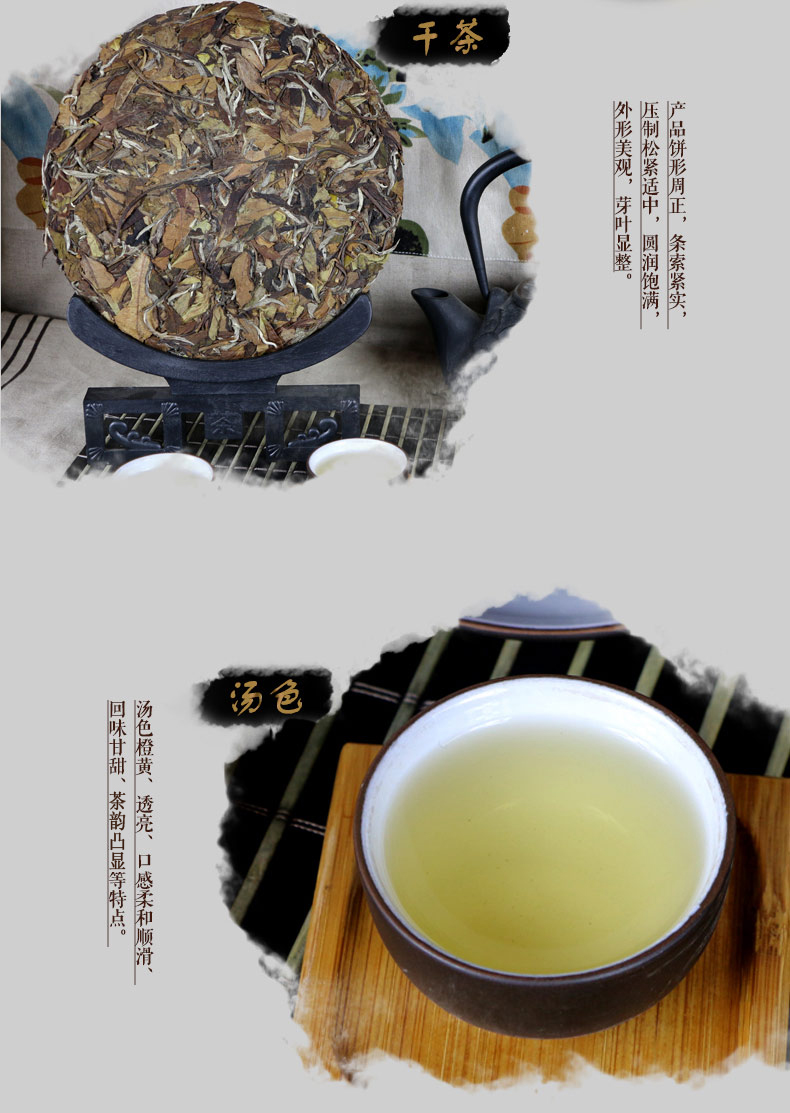 干茶
产品饼形周正，条索紧实，
压制松紧适中，圆润饱满，
外形美观，芽叶显整。
汤色
汤色橙黄、透亮、口感柔和顺滑、
回味甘甜、茶韵凸显等特点。